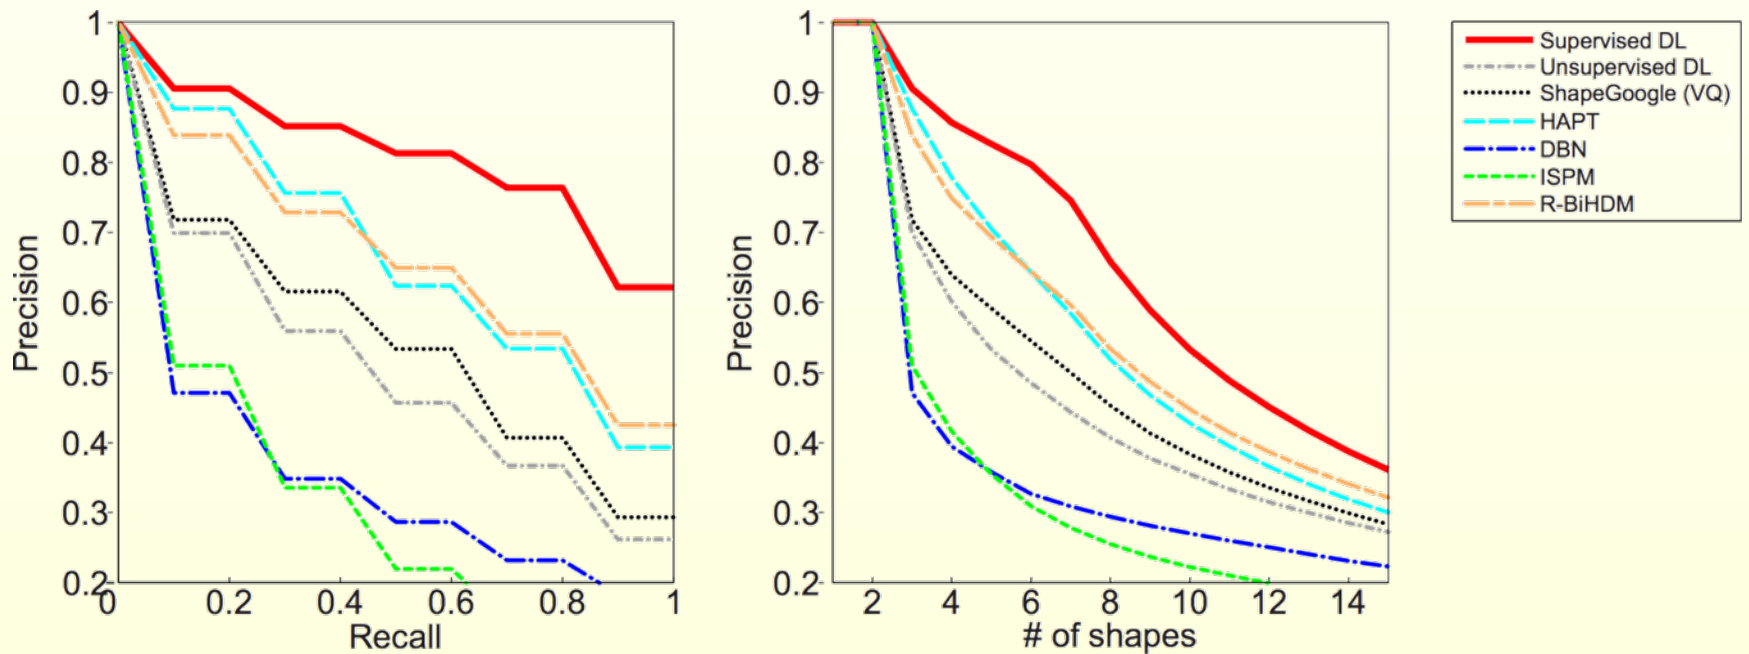 1
0.9
0.8
0.7
0.6
0.5
0.4
0.3
0.2
Precision
0 0.2 0.4 0.6 0.8 1
Recall
1
0.9
0.8
0.7
0.6
0.5
0.4
0.3
0.2
Precision
2 4 6 8 10 12 14
# of shapes
Supervised DL
Unsupervised DL
ShapeGoogle (VQ)
HAPT
DBN
ISPM
R-BiHDM